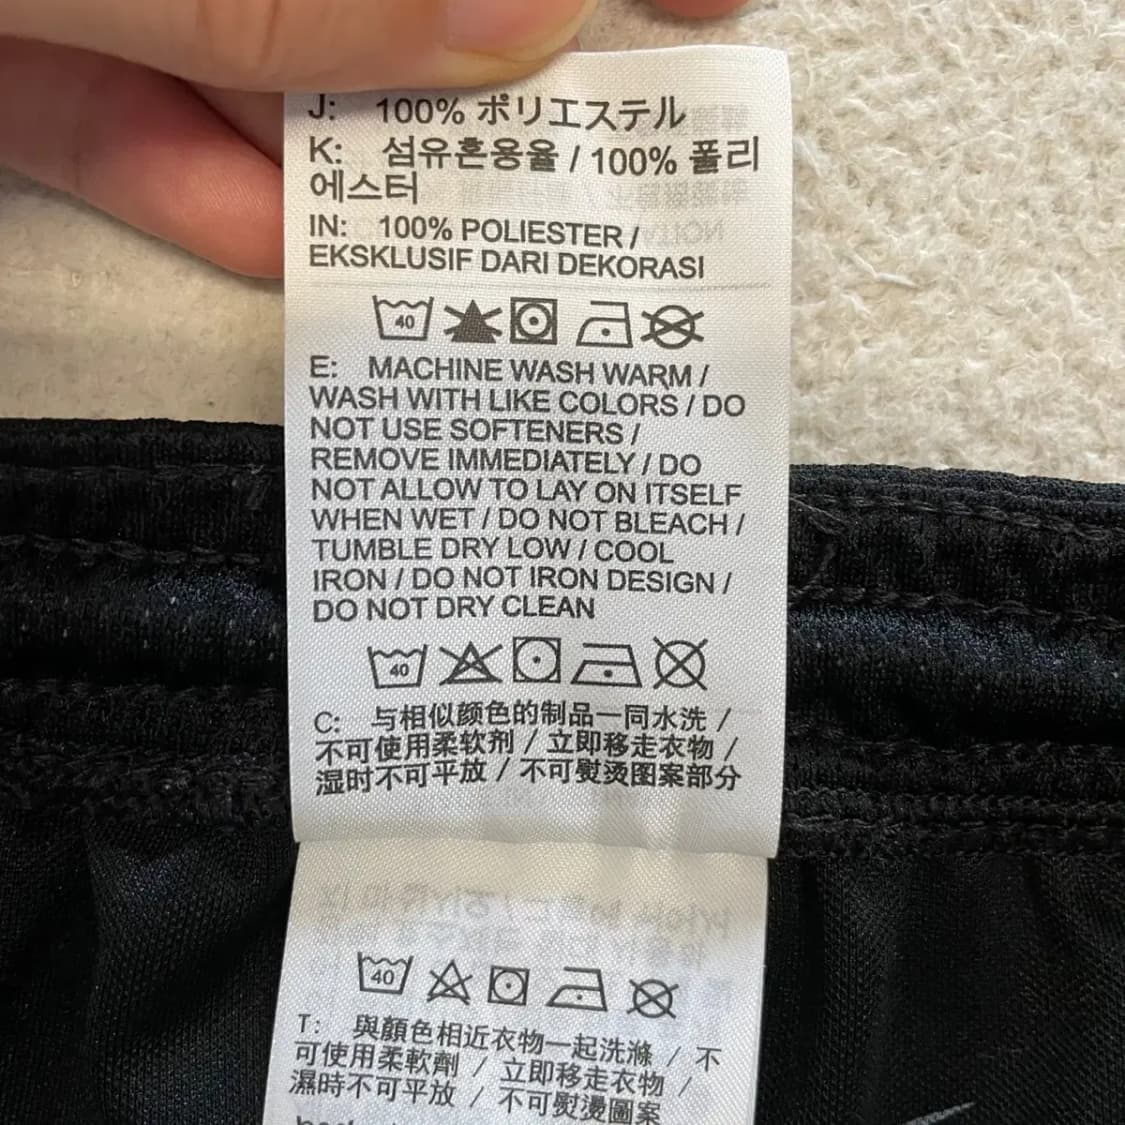 J: 100% ポリエステル
K: 섬유혼용율 / 100% 폴리
에스터
IN: 100% POLIESTER /
EKSKLUSIF DARI DEKORASI
40
E: MACHINE WASH WARM /
WASH WITH LIKE COLORS / DO
NOT USE SOFTENERS /
REMOVE IMMEDIATELY / DO
NOT ALLOW TO LAY ON ITSELF
WHEN WET / DO NOT BLEACH /
TUMBLE DRY LOW / COOL
IRON / DO NOT IRON DESIGN /
DO NOT DRY CLEAN
40
C: 与相似颜色的制品一同水洗 /
不可使用柔软剂 / 立即移走衣物 /
湿时不可平放 / 不可熨烫图案部分
40
T: 與顏色相近衣物一起洗滌 / 不
可使用柔軟劑 / 立即移走衣物 /
濕時不可平放 / 不可熨燙圖案